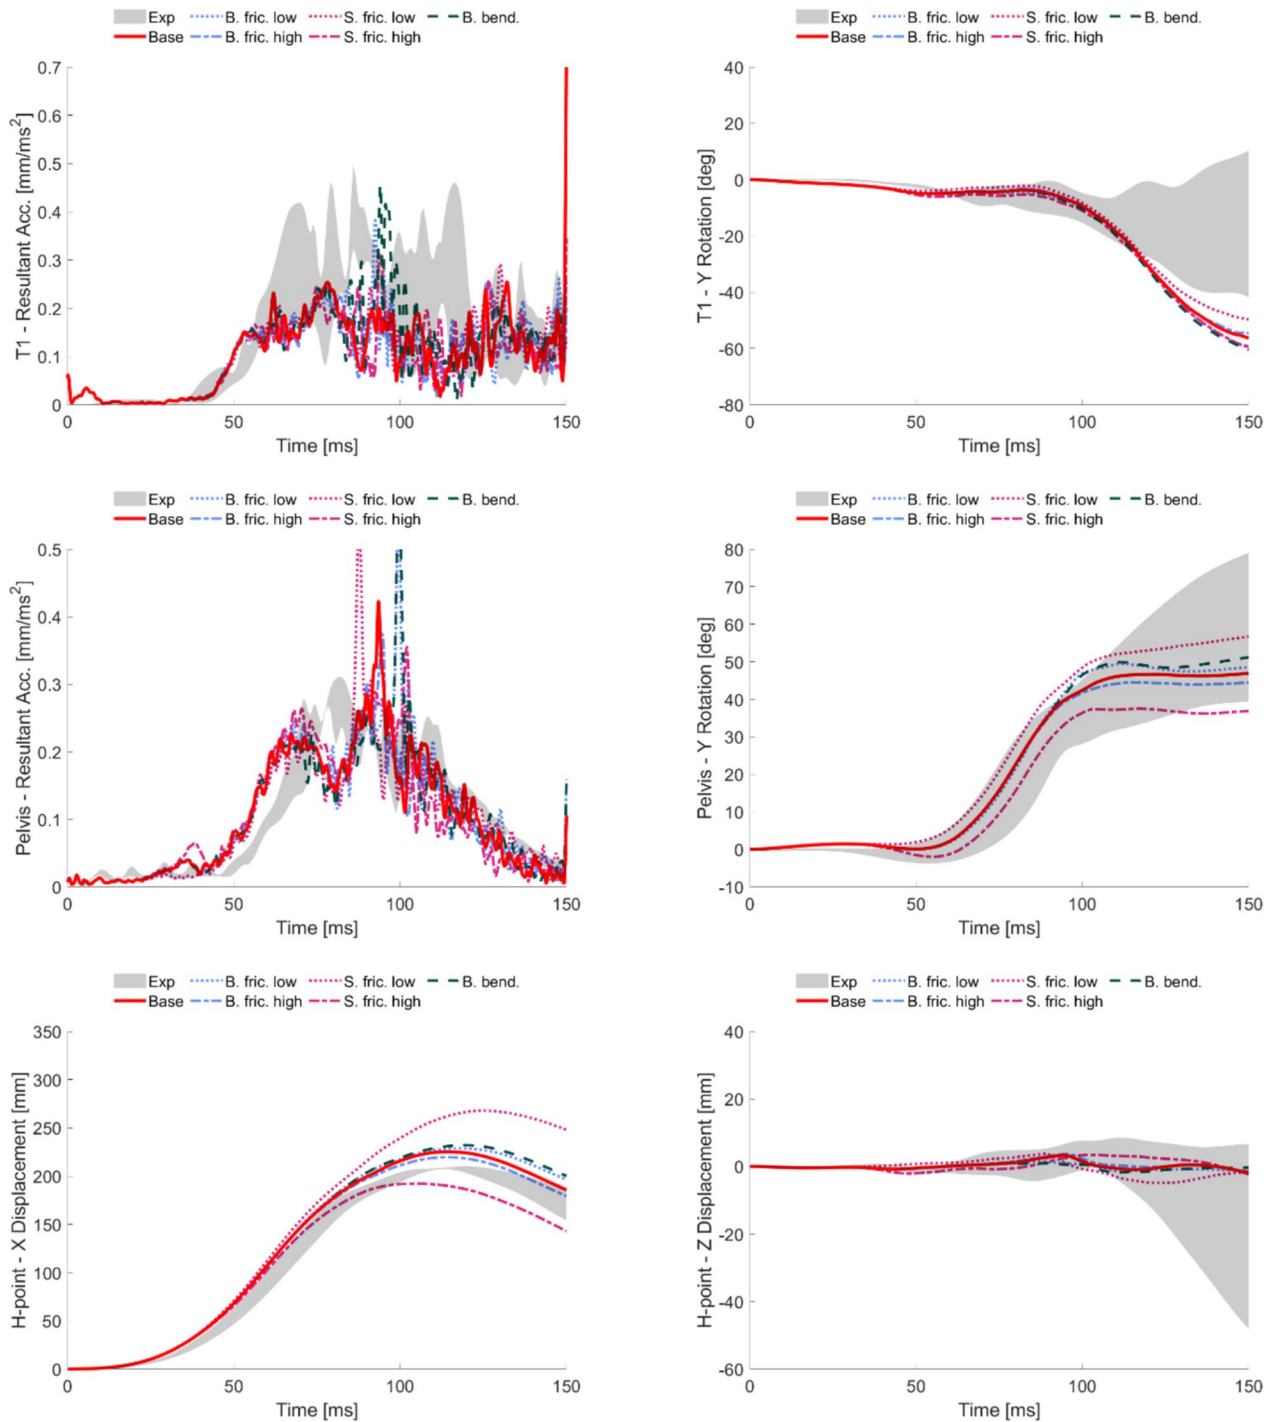 Exp B. fric. low S. fric. low B. bend.
Base B. fric. high S. fric. high
0.7
0.6
0.5
0.4
0.3
0.2
0.1
0
T1 - Resultant Acc. [mm/ms²]
0 50 100 150
Time [ms]
Exp B. fric. low S. fric. low B. bend.
Base B. fric. high S. fric. high
40
20
0
-20
-40
-60
-80
T1 - Y Rotation [deg]
0 50 100 150
Time [ms]
Exp B. fric. low S. fric. low B. bend.
Base B. fric. high S. fric. high
0.5
0.4
0.3
0.2
0.1
0
Pelvis - Resultant Acc. [mm/ms²]
0 50 100 150
Time [ms]
Exp B. fric. low S. fric. low B. bend.
Base B. fric. high S. fric. high
80
70
60
50
40
30
20
10
0
-10
Pelvis - Y Rotation [deg]
0 50 100 150
Time [ms]
Exp B. fric. low S. fric. low B. bend.
Base B. fric. high S. fric. high
350
300
250
200
150
100
50
0
H-point - X Displacement [mm]
0 50 100 150
Time [ms]
Exp B. fric. low S. fric. low B. bend.
Base B. fric. high S. fric. high
40
20
0
-20
-40
-60
H-point - Z Displacement [mm]
0 50 100 150
Time [ms]